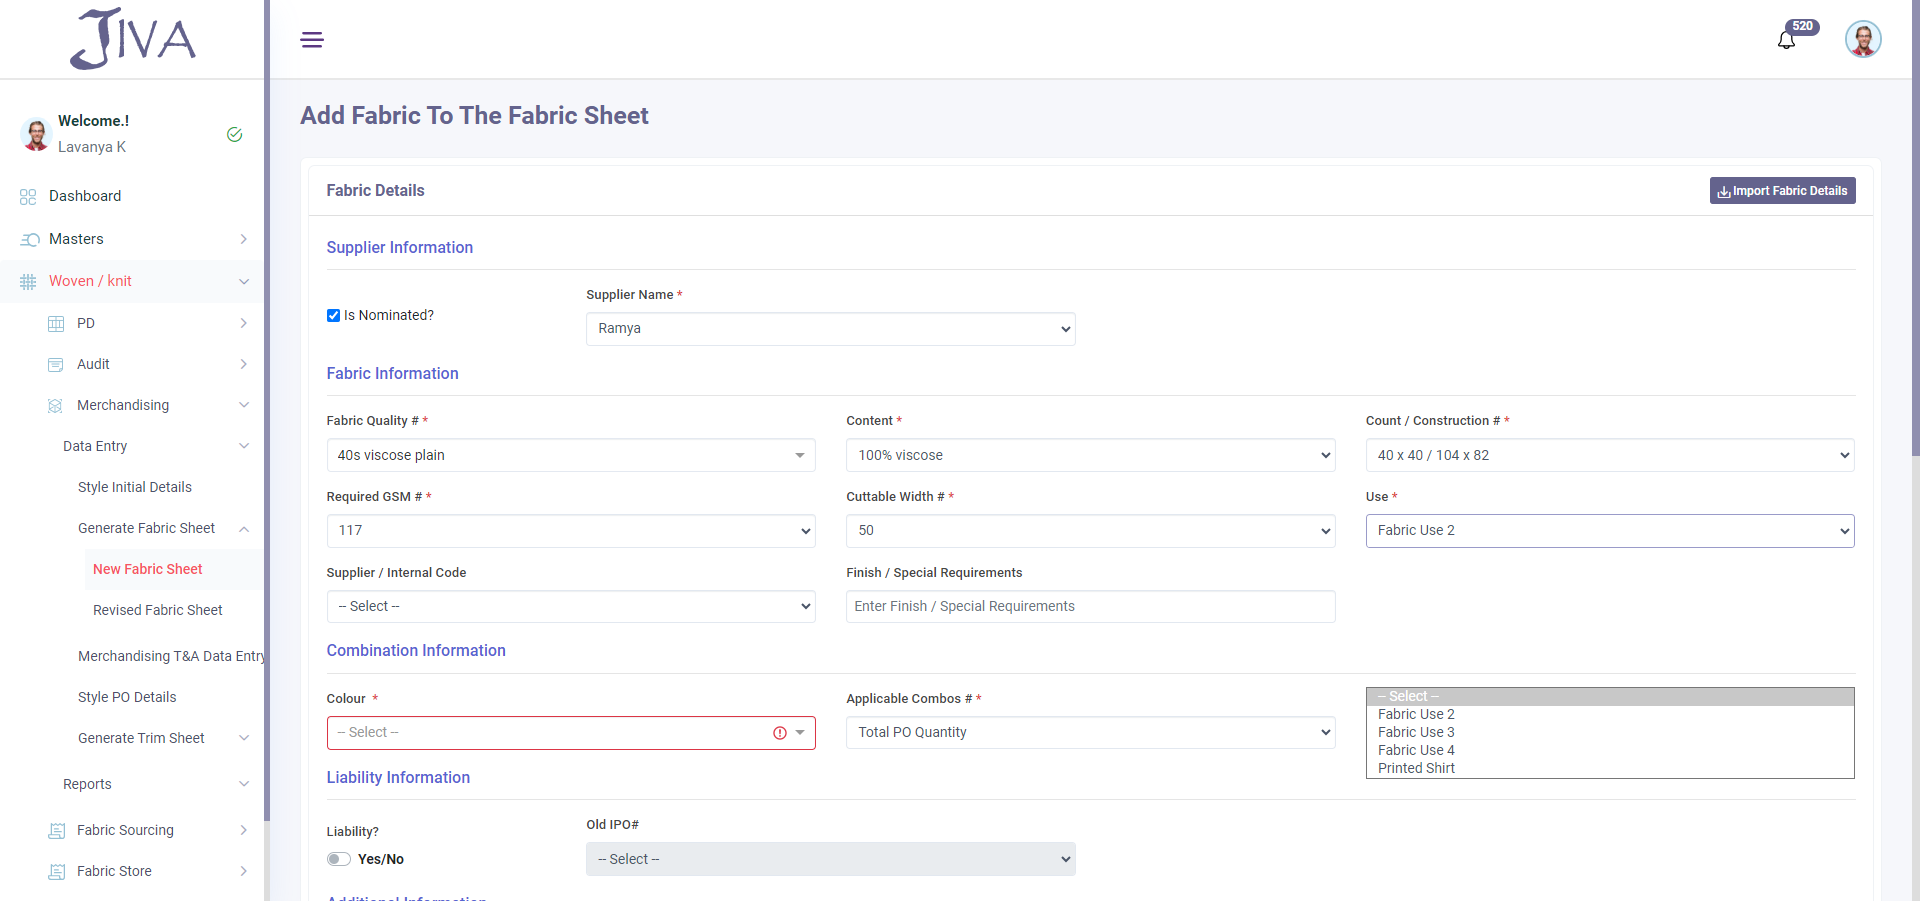 JIVA
520
Welcome.!
Lavanya K
Dashboard
Masters
Woven / knit
PD
Audit
Merchandising
Data Entry
Style Initial Details
Generate Fabric Sheet
New Fabric Sheet
Revised Fabric Sheet
Merchandising T&A Data Entry
Style PO Details
Generate Trim Sheet
Reports
Fabric Sourcing
Fabric Store
Add Fabric To The Fabric Sheet
Fabric Details
Import Fabric Details
Supplier Information
Is Nominated?
Supplier Name *
Ramya
Fabric Information
Fabric Quality # *
Content *
Count / Construction # *
40s viscose plain
100% viscose
40 x 40 / 104 x 82
Required GSM # *
Cuttable Width # *
Use *
117
50
Fabric Use 2
Supplier / Internal Code
Finish / Special Requirements
-- Select --
Enter Finish / Special Requirements
Combination Information
Colour *
Applicable Combos # *
-- Select --
Total PO Quantity
-- Select --
Fabric Use 2
Fabric Use 3
Fabric Use 4
Printed Shirt
Liability Information
Liability?
Yes/No
Old IPO#
-- Select --
Additional Information